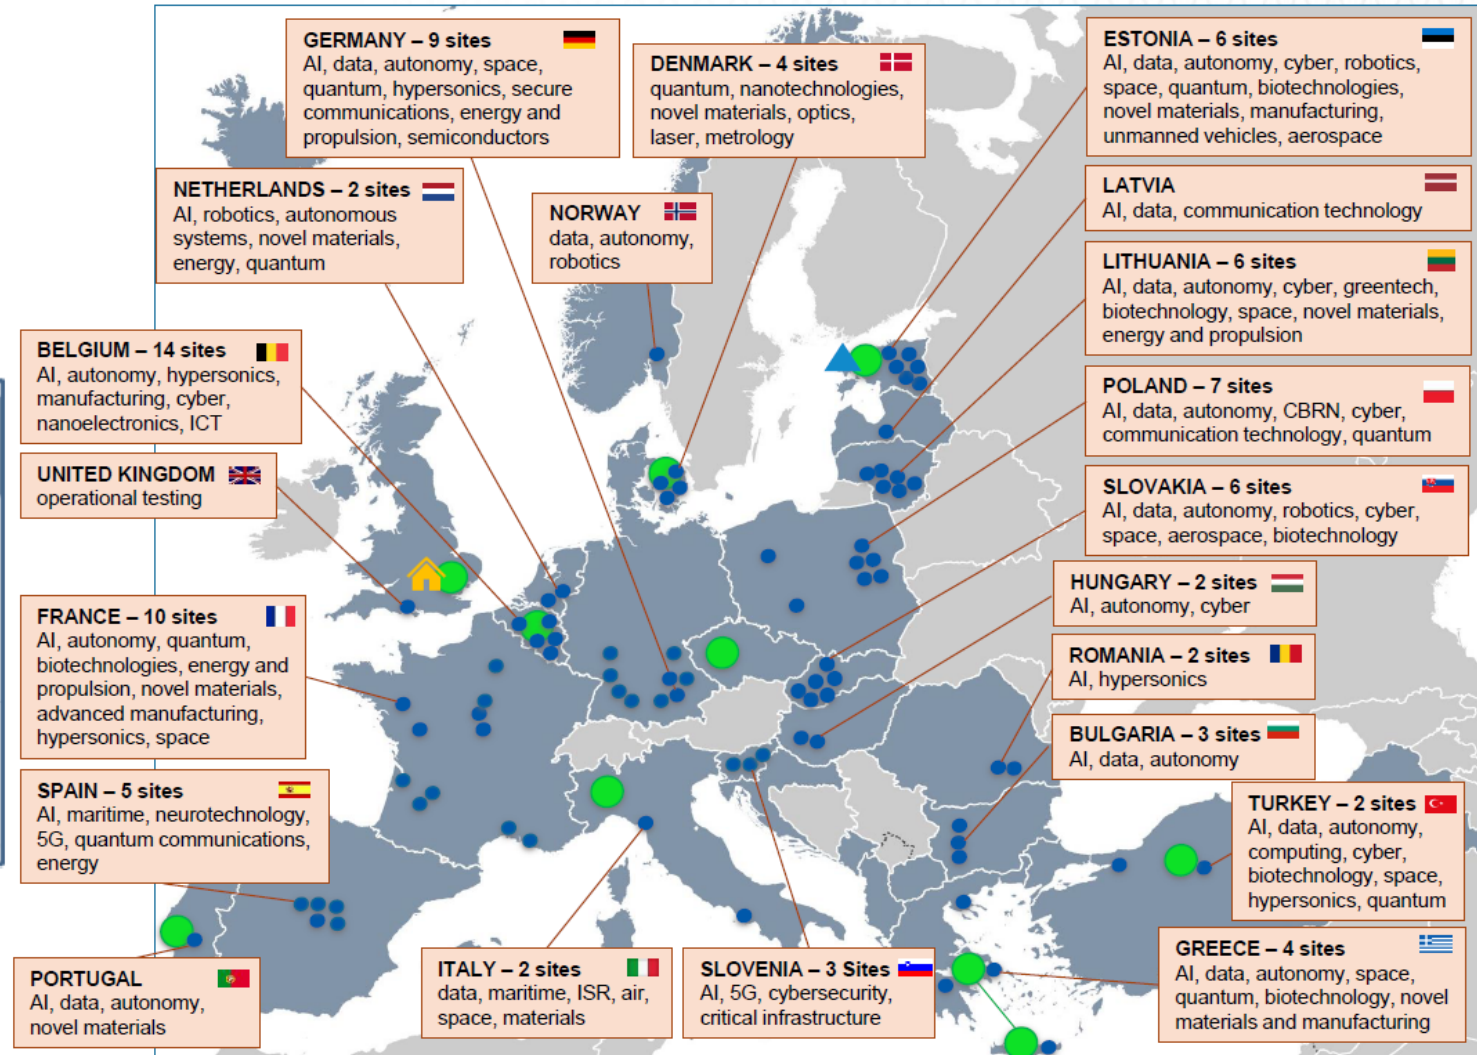 GERMANY – 9 sites
AI, data, autonomy, space,
quantum, hypersonics, secure
communications, energy and
propulsion, semiconductors
DENMARK – 4 sites
quantum, nanotechnologies,
novel materials, optics,
laser, metrology
ESTONIA – 6 sites
AI, data, autonomy, cyber, robotics,
space, quantum, biotechnologies,
novel materials, manufacturing,
unmanned vehicles, aerospace
NETHERLANDS – 2 sites
AI, robotics, autonomous
systems, novel materials,
energy, quantum
NORWAY
data, autonomy,
robotics
LATVIA
AI, data, communication technology
LITHUANIA – 6 sites
AI, data, autonomy, cyber, greentech,
biotechnology, space, novel materials,
energy and propulsion
BELGIUM – 14 sites
AI, autonomy, hypersonics,
manufacturing, cyber,
nanoelectronics, ICT
POLAND – 7 sites
AI, data, autonomy, CBRN, cyber,
communication technology, quantum
UNITED KINGDOM
operational testing
SLOVAKIA – 6 sites
AI, data, autonomy, robotics, cyber,
space, aerospace, biotechnology
HUNGARY – 2 sites
AI, autonomy, cyber
FRANCE – 10 sites
AI, autonomy, quantum,
biotechnologies, energy and
propulsion, novel materials,
advanced manufacturing,
hypersonics, space
ROMANIA – 2 sites
AI, hypersonics
BULGARIA – 3 sites
AI, data, autonomy
SPAIN – 5 sites
AI, maritime, neurotechnology,
5G, quantum communications,
energy
TURKEY – 2 sites
AI, data, autonomy,
computing, cyber,
biotechnology, space,
hypersonics, quantum
PORTUGAL
AI, data, autonomy,
novel materials
ITALY – 2 sites
data, maritime, ISR, air,
space, materials
SLOVENIA – 3 Sites
AI, 5G, cybersecurity,
critical infrastructure
GREECE – 4 sites
AI, data, autonomy, space,
quantum, biotechnology, novel
materials and manufacturing